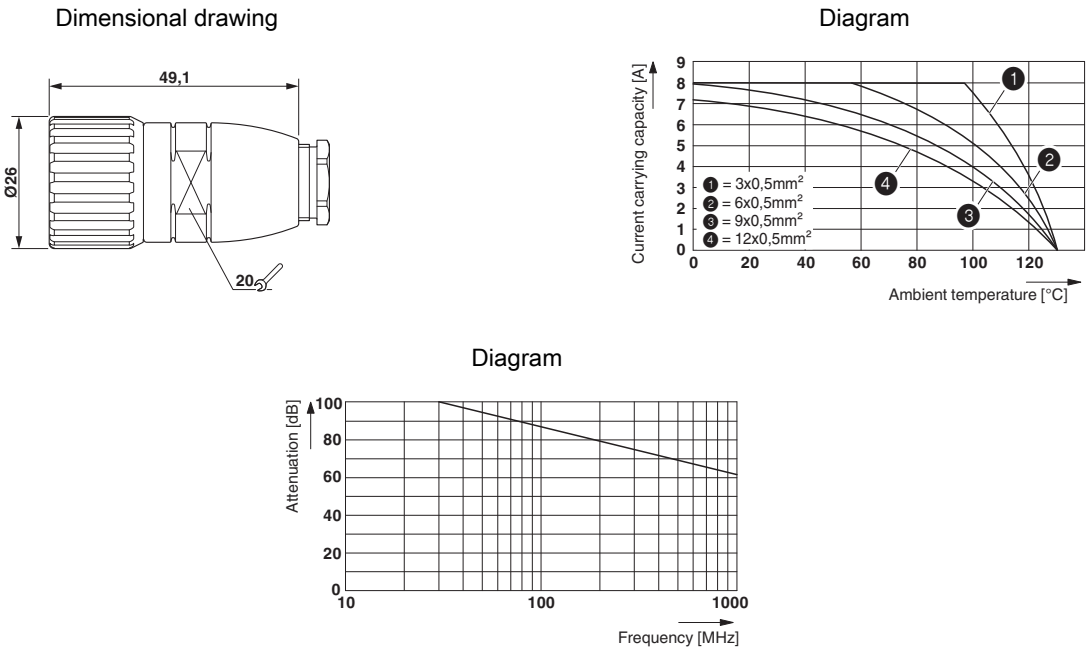 Dimensional drawing
49,1
Ø26
20
Diagram
Current carrying capacity [A]
9
8
7
6
5
4
3
2
1
0
0 20 40 60 80 100 120
1 = 3x0,5mm²
2 = 6x0,5mm²
3 = 9x0,5mm²
4 = 12x0,5mm²
1
2
3
4
Ambient temperature [°C]
Diagram
Attenuation [dB]
100
80
60
40
20
0
10 100 1000
Frequency [MHz]